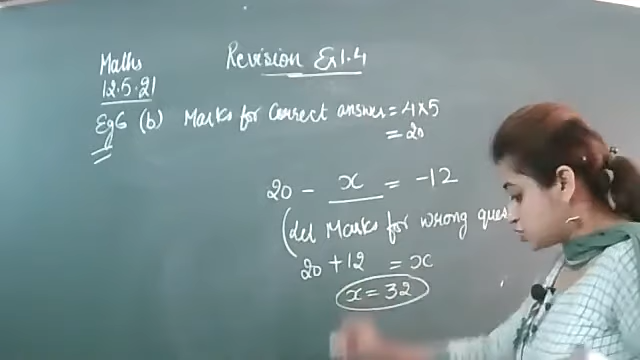 Maths
12.5.21
Revision Ex1.4
Eg6 (b) Marks for Correct answer = 4×5
= 20
20 - x = -12
(Let Marks for wrong ques
20 + 12 = x
x = 32